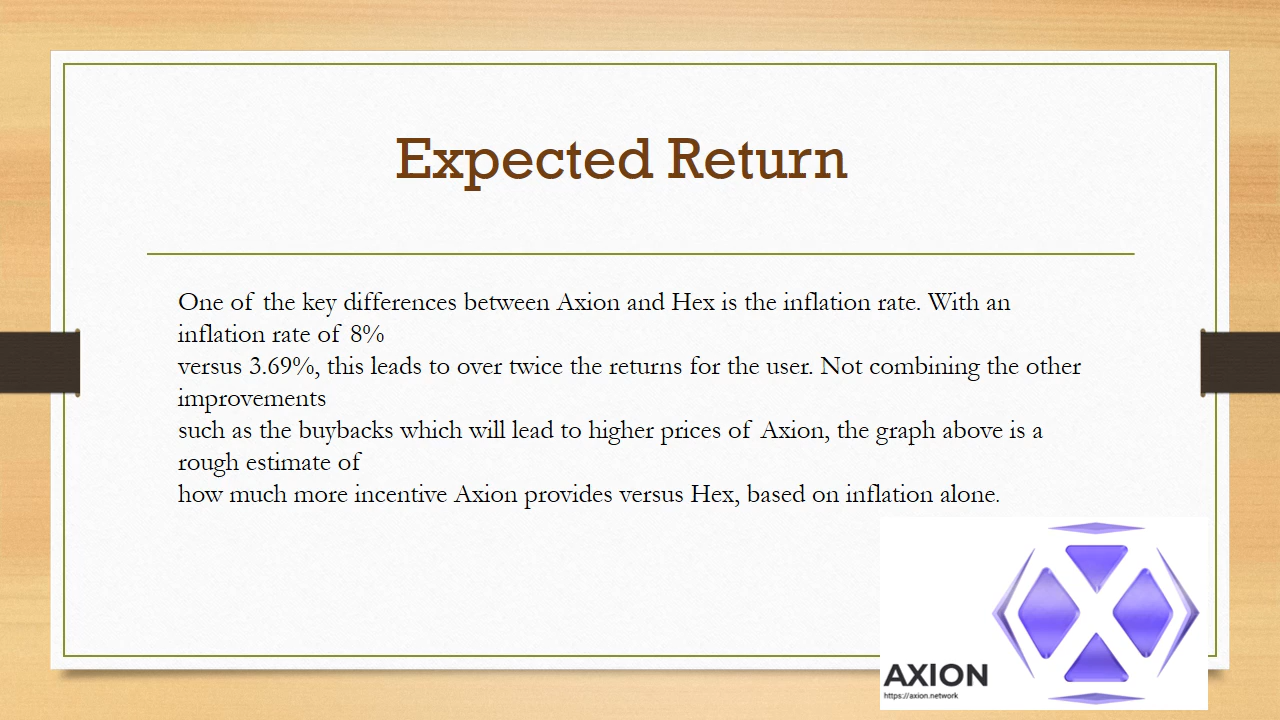 Expected Return
One of the key differences between Axion and Hex is the inflation rate. With an
inflation rate of 8%
versus 3.69%, this leads to over twice the returns for the user. Not combining the other
improvements
such as the buybacks which will lead to higher prices of Axion, the graph above is a
rough estimate of
how much more incentive Axion provides versus Hex, based on inflation alone.
AXION
https://axion.network